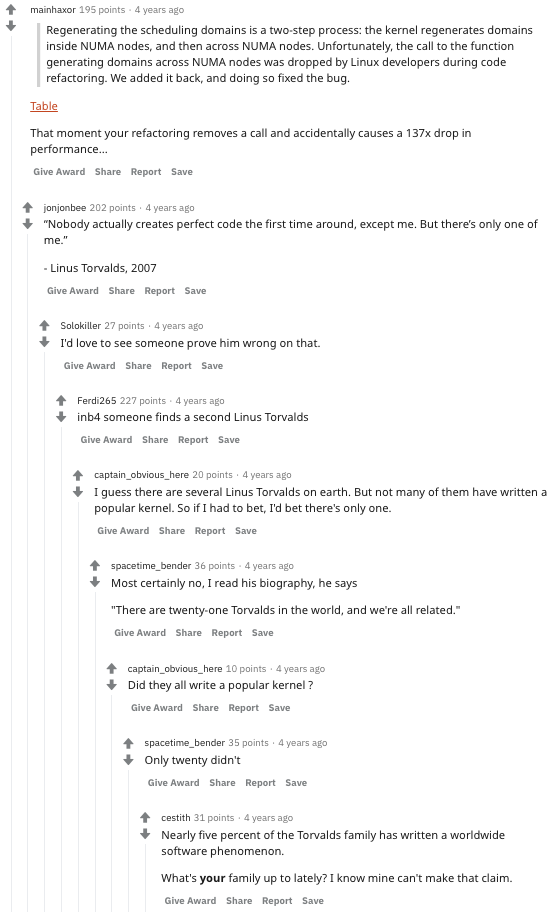 mainhaxor 195 points · 4 years ago
Regenerating the scheduling domains is a two-step process: the kernel regenerates domains
inside NUMA nodes, and then across NUMA nodes. Unfortunately, the call to the function
generating domains across NUMA nodes was dropped by Linux developers during code
refactoring. We added it back, and doing so fixed the bug.
Table
That moment your refactoring removes a call and accidentally causes a 137x drop in
performance...
Give Award Share Report Save
jonjonbee 202 points · 4 years ago
“Nobody actually creates perfect code the first time around, except me. But there’s only one of
me.”
- Linus Torvalds, 2007
Give Award Share Report Save
Solokiller 27 points · 4 years ago
I'd love to see someone prove him wrong on that.
Give Award Share Report Save
Ferdi265 227 points · 4 years ago
inb4 someone finds a second Linus Torvalds
Give Award Share Report Save
captain_obvious_here 20 points · 4 years ago
I guess there are several Linus Torvalds on earth. But not many of them have written a
popular kernel. So if I had to bet, I'd bet there's only one.
Give Award Share Report Save
spacetime_bender 36 points · 4 years ago
Most certainly no, I read his biography, he says
"There are twenty-one Torvalds in the world, and we're all related."
Give Award Share Report Save
captain_obvious_here 10 points · 4 years ago
Did they all write a popular kernel ?
Give Award Share Report Save
spacetime_bender 35 points · 4 years ago
Only twenty didn't
Give Award Share Report Save
cestith 31 points · 4 years ago
Nearly five percent of the Torvalds family has written a worldwide
software phenomenon.
What's your family up to lately? I know mine can't make that claim.
Give Award Share Report Save